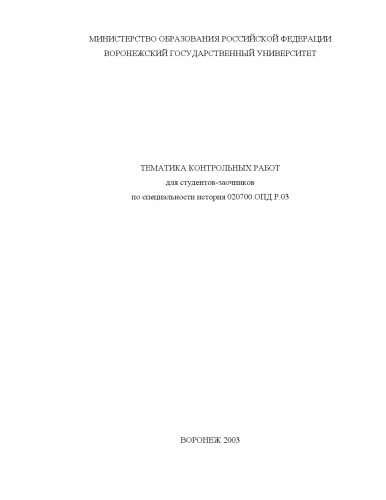 МИНИСТЕРСТВО ОБРАЗОВАНИЯ РОССИЙСКОЙ ФЕДЕРАЦИИ
ВОРОНЕЖСКИЙ ГОСУДАРСТВЕННЫЙ УНИВЕРСИТЕТ
ТЕМАТИКА КОНТРОЛЬНЫХ РАБОТ
для студентов-заочников
по специальности история 020700.ОПД.Р.03
ВОРОНЕЖ 2003